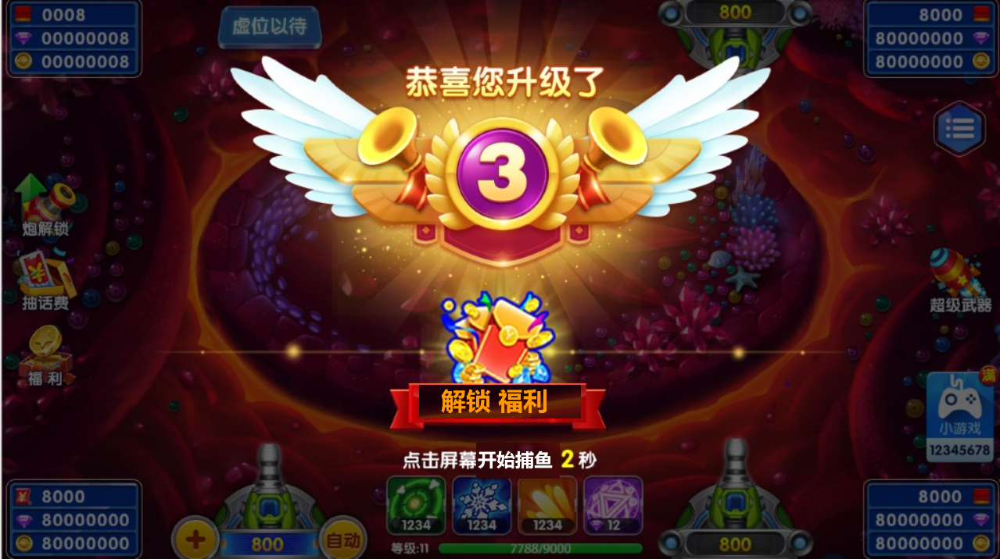 0008
00000008
00000008
虚位以待
800
8000
80000000
80000000
恭喜您升级了
3
炮解锁
抽话费
福利
超级武器
满
小游戏
12345678
解锁 福利
点击屏幕开始捕鱼 2 秒
1234
1234
1234
12
等级:11
7788/9000
8000
80000000
80000000
+
800
自动
800
8000
80000000
80000000